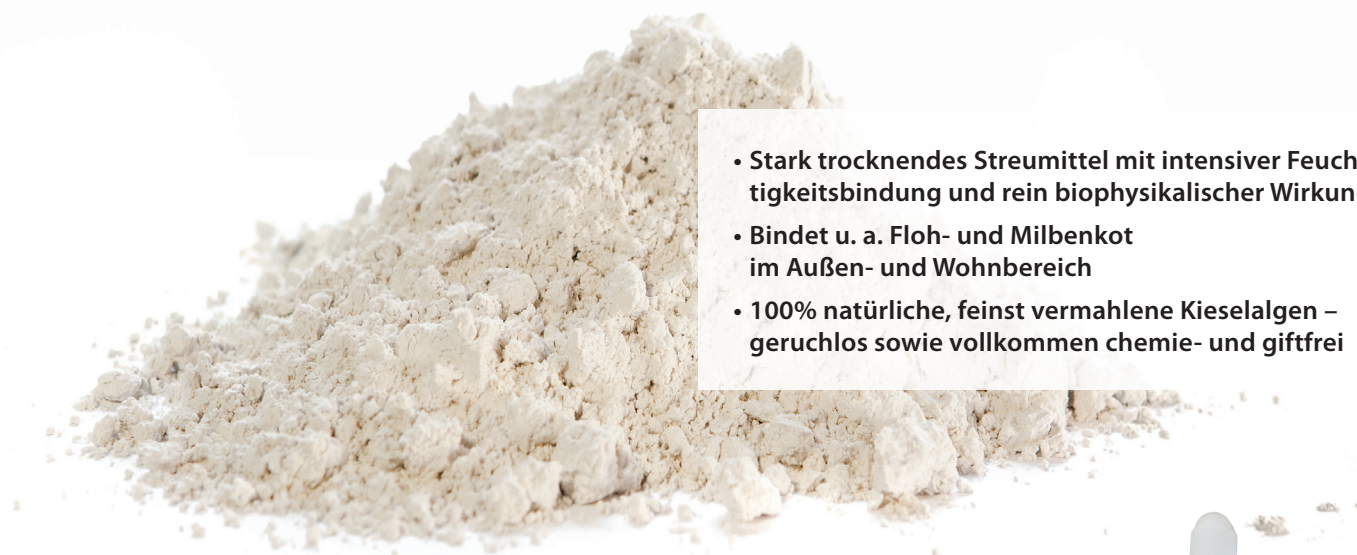 • Stark trocknendes Streumittel mit intensiver Feuch
tigkeitsbindung und rein biophysikalischer Wirkun
• Bindet u. a. Floh- und Milbenkot
im Außen- und Wohnbereich
• 100% natürliche, feinst vermahlene Kieselalgen –
geruchlos sowie vollkommen chemie- und giftfrei